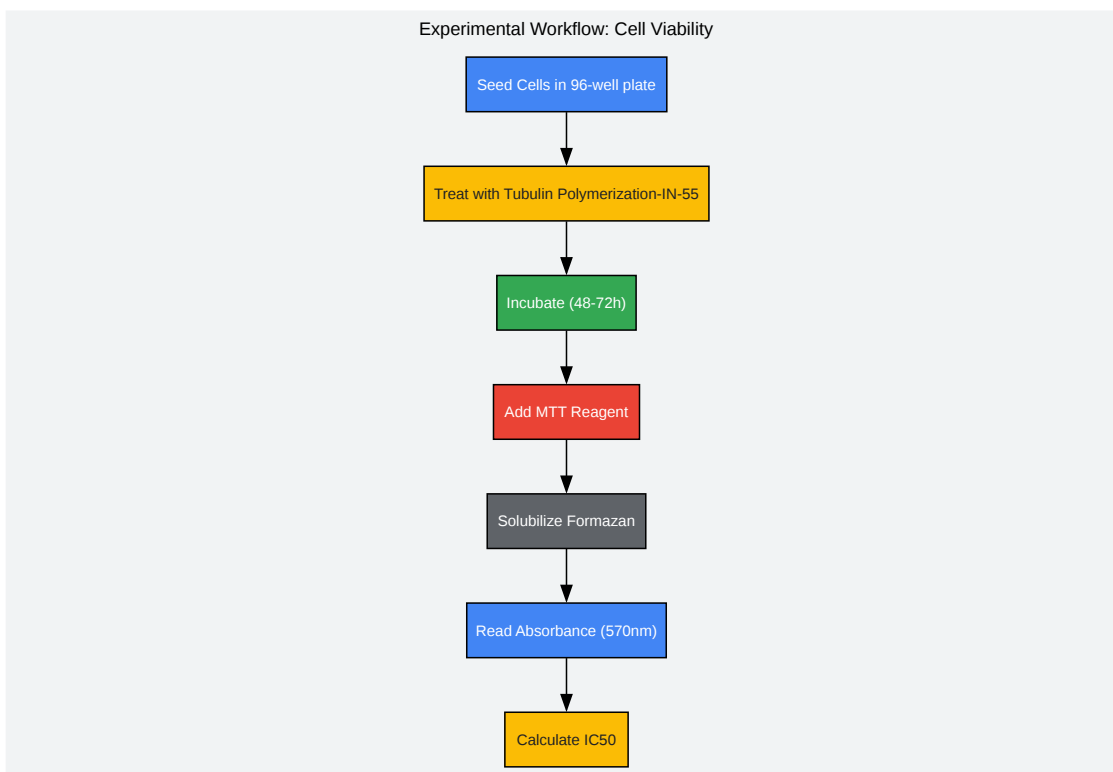 Experimental Workflow: Cell Viability
Seed Cells in 96-well plate
Treat with Tubulin Polymerization-IN-55
Incubate (48-72h)
Add MTT Reagent
Solubilize Formazan
Read Absorbance (570nm)
Calculate IC50